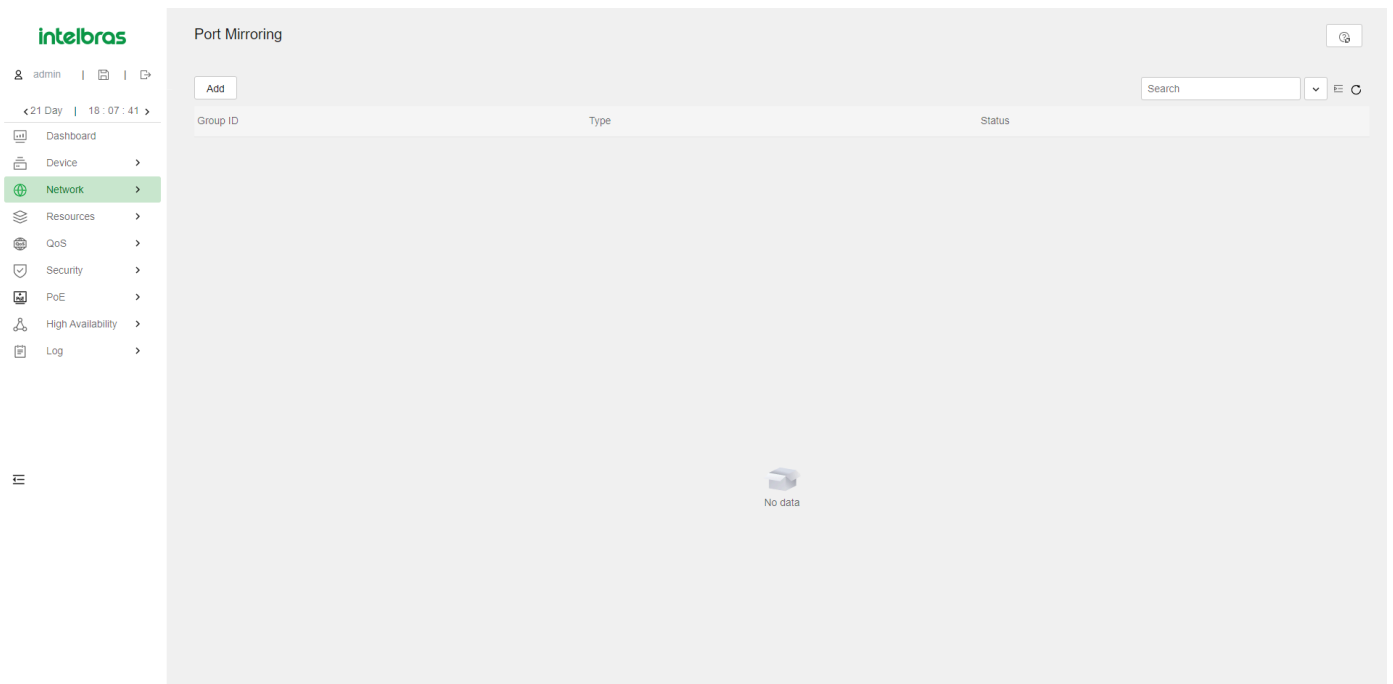 intelbras
admin | |
21 Day | 18 : 07 : 41
Dashboard
Device
Network
Resources
QoS
Security
PoE
High Availability
Log
Port Mirroring
Add
Search
Group ID Type Status
No data